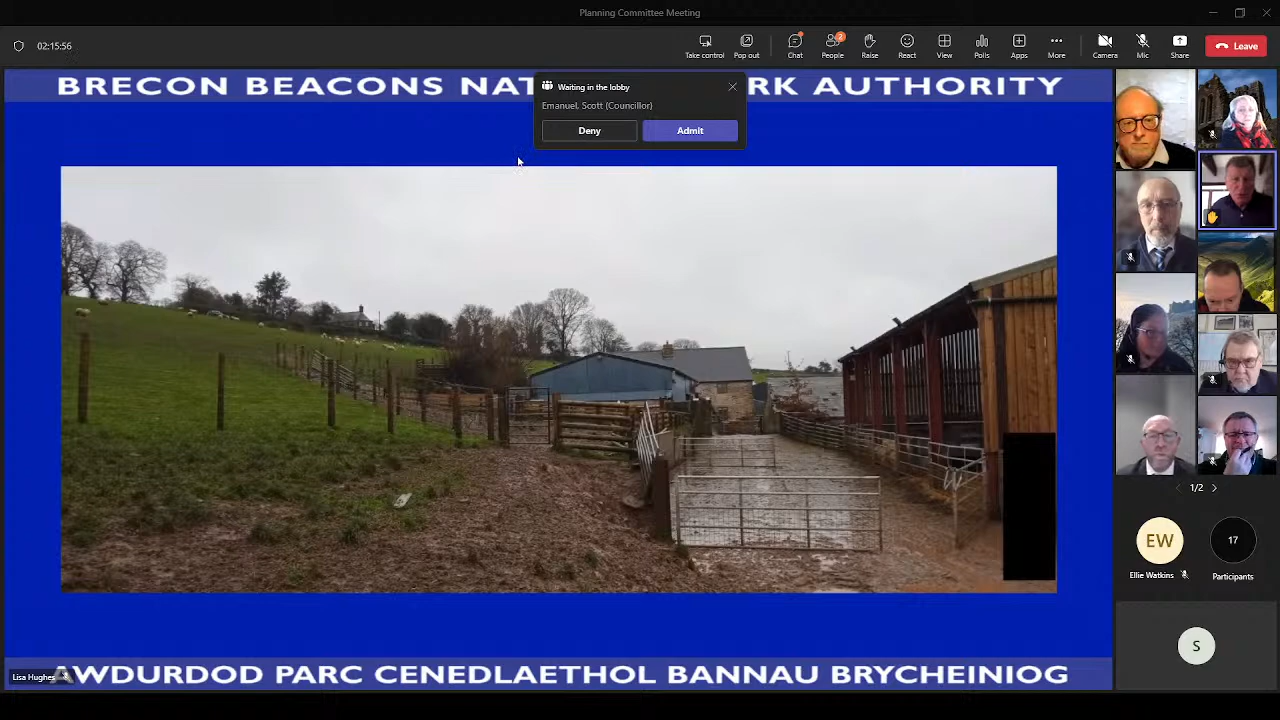 Planning Committee Meeting
02:15:56
Take control
Pop out
Chat
2
People
Raise
React
View
Polls
Apps
More
Camera
Mic
Share
Leave
BRECON BEACONS NAT RK AUTHORITY
Waiting in the lobby
Emanuel, Scott (Councillor)
Deny
Admit
1/2
EW
17
Ellie Watkins
Participants
S
Lisa Hughes
AWDURDOD PARC CENEDLAETHOL BANNAU BRYCHEINIOG